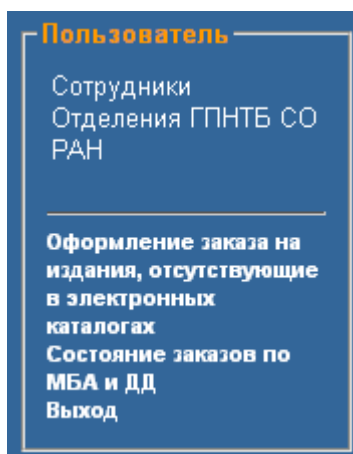 Пользователь
Сотрудники
Отделения ГПНТБ СО
РАН
Оформление заказа на
издания, отсутствующие
в электронных
каталогах
Состояние заказов по
МБА и ДД
Выход